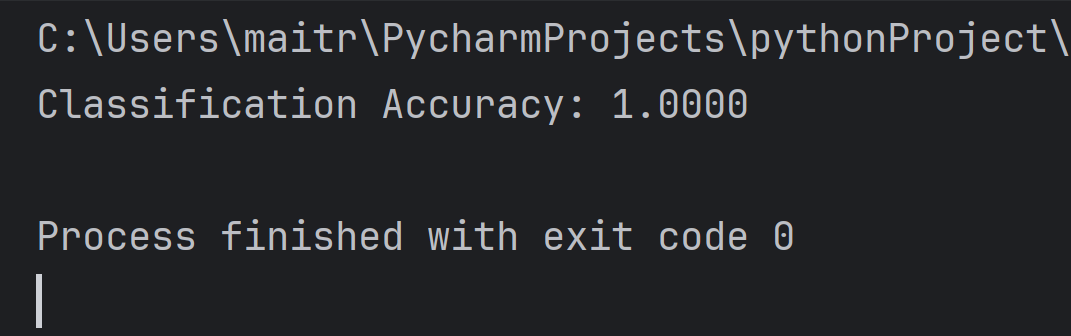 C:\Users\maitr\PycharmProjects\pythonProject\
Classification Accuracy: 1.0000
Process finished with exit code 0